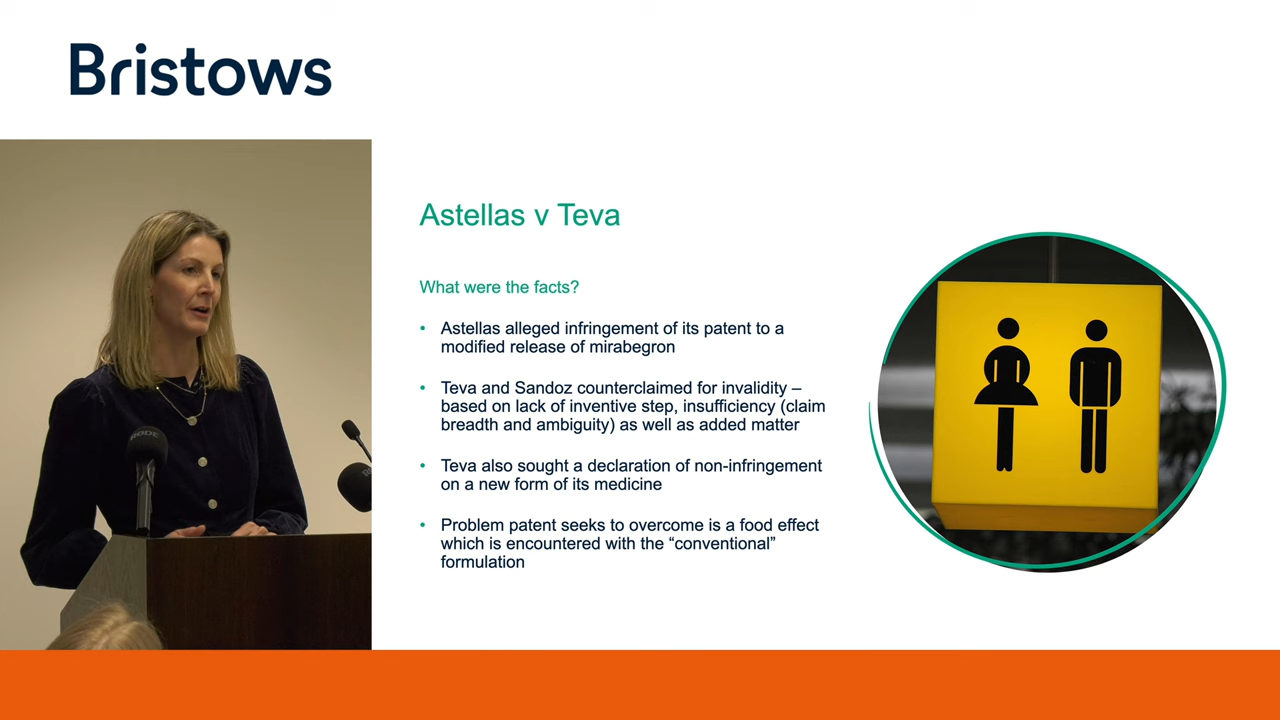 Bristows
Astellas v Teva
What were the facts?
• Astellas alleged infringement of its patent to a
modified release of mirabegron
• Teva and Sandoz counterclaimed for invalidity –
based on lack of inventive step, insufficiency (claim
breadth and ambiguity) as well as added matter
• Teva also sought a declaration of non-infringement
on a new form of its medicine
• Problem patent seeks to overcome is a food effect
which is encountered with the “conventional”
formulation
RODE